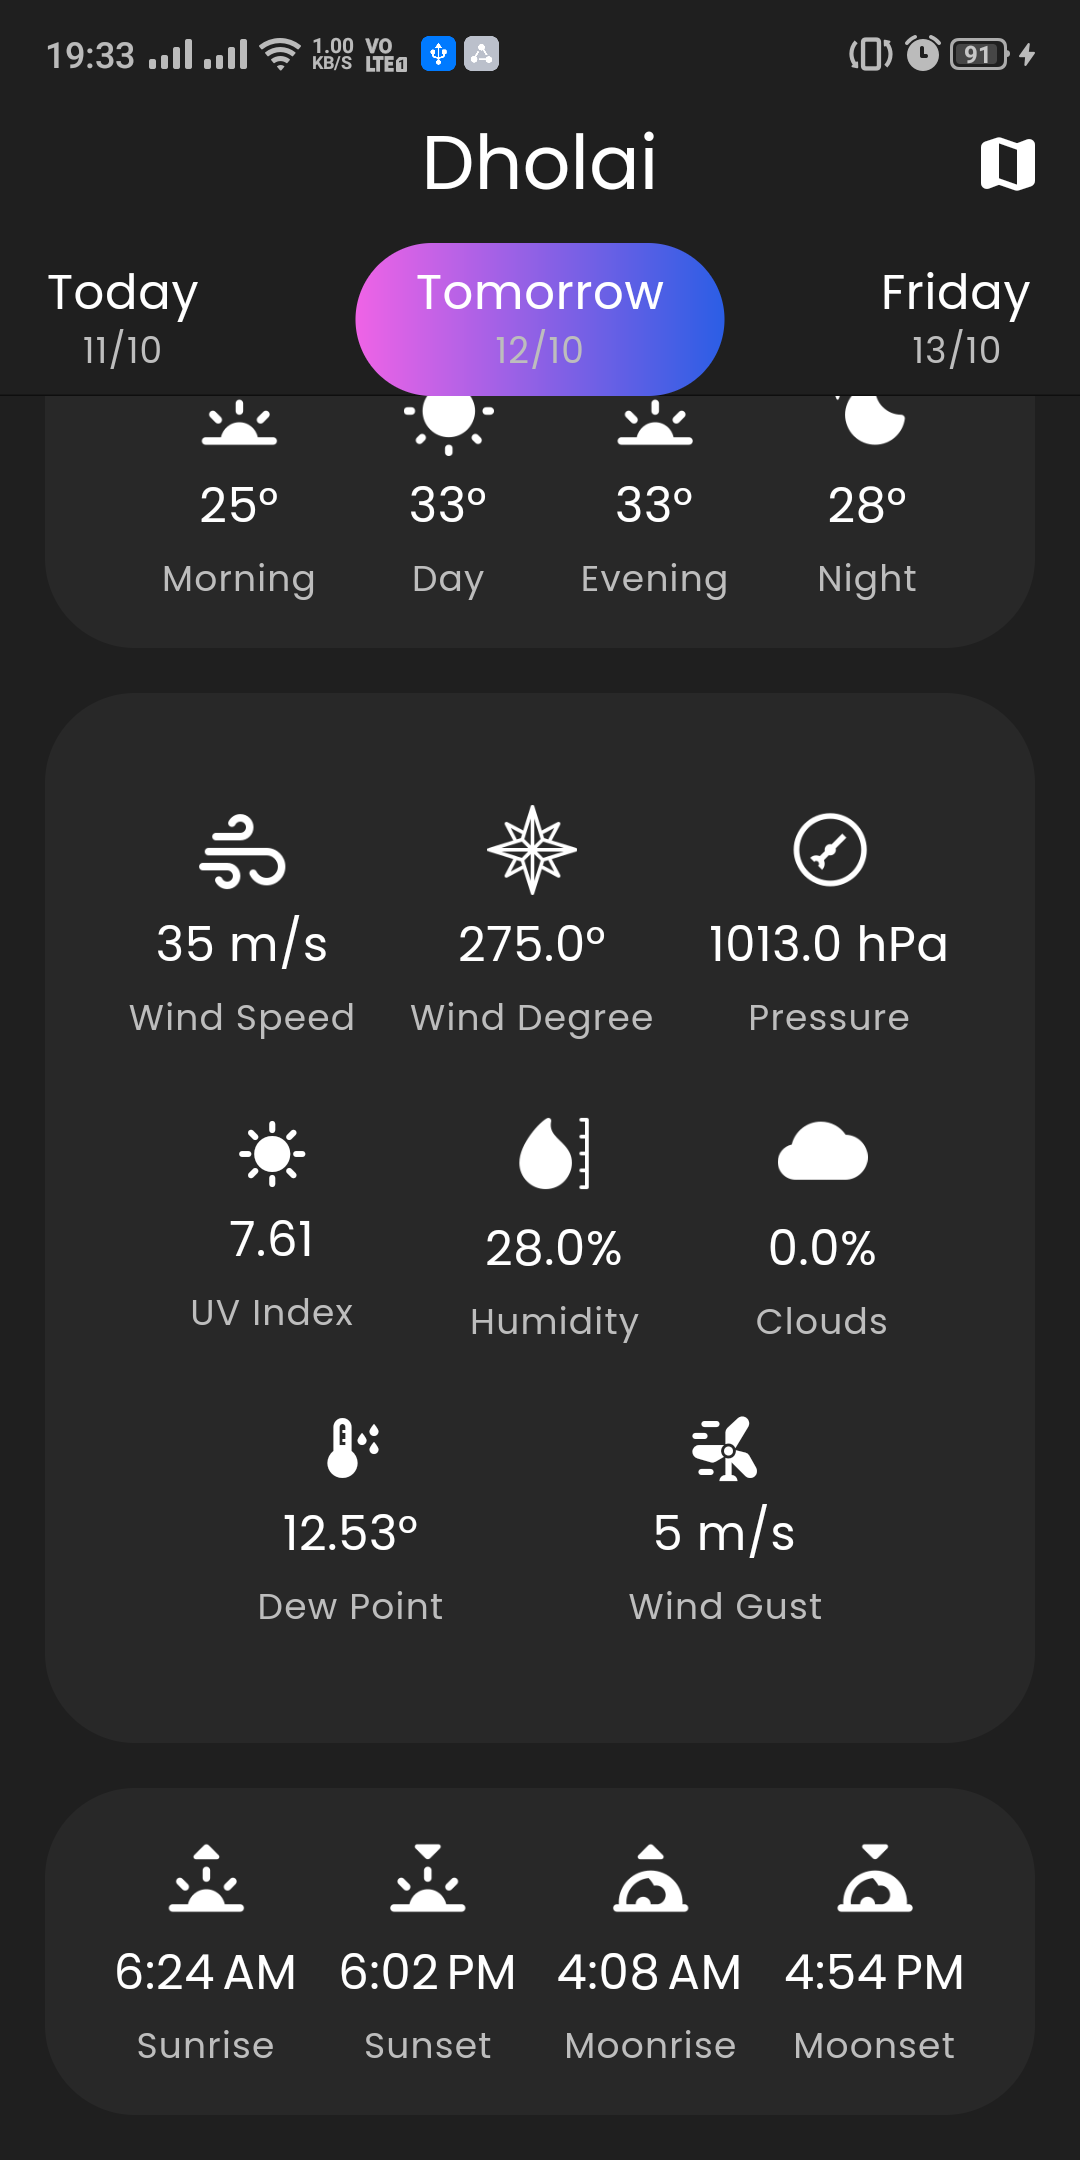 19:33 1.00 KB/S VO LTE 1 91
Dholai
Today Tomorrow Friday
11/10 12/10 13/10
25° 33° 33° 28°
Morning Day Evening Night
35 m/s 275.0° 1013.0 hPa
Wind Speed Wind Degree Pressure
7.61 28.0% 0.0%
UV Index Humidity Clouds
12.53° 5 m/s
Dew Point Wind Gust
6:24 AM 6:02 PM 4:08 AM 4:54 PM
Sunrise Sunset Moonrise Moonset